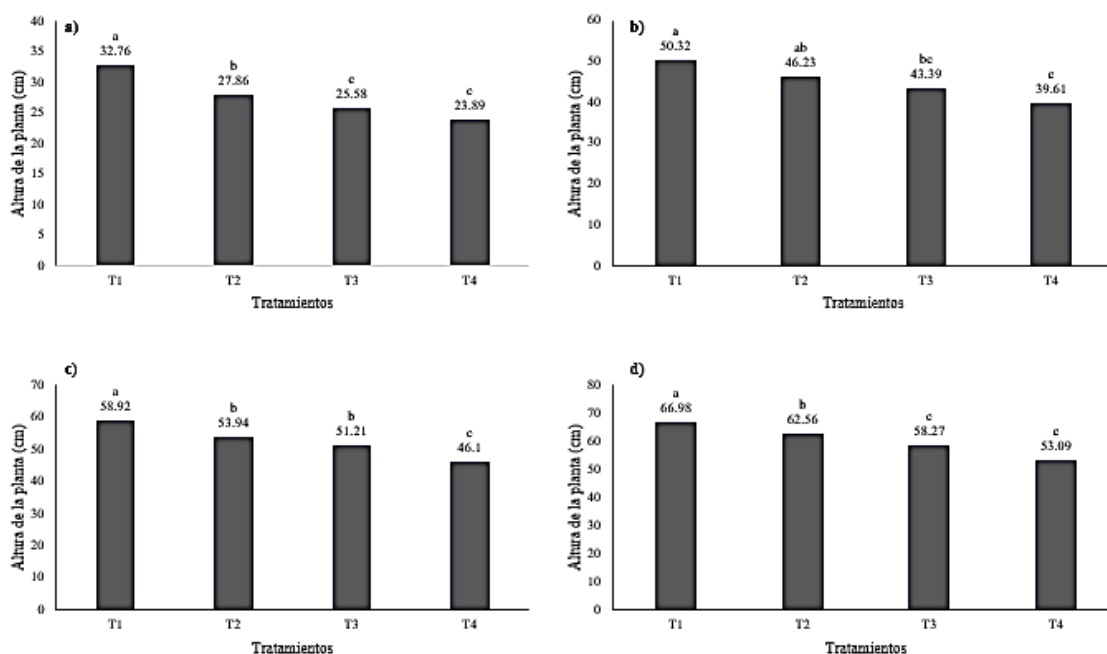 a)
Altura de la planta (cm)
40
35
30
25
20
15
10
5
0
a
32.76
b
27.86
c
25.58
c
23.89
T1 T2 T3 T4
Tratamientos
b)
Altura de la planta (cm)
60
50
40
30
20
10
0
a
50.32
ab
46.23
bc
43.39
c
39.61
T1 T2 T3 T4
Tratamientos
c)
Altura de la planta (cm)
70
60
50
40
30
20
10
0
a
58.92
b
53.94
b
51.21
c
46.1
T1 T2 T3 T4
Tratamientos
d)
Altura de la planta (cm)
80
70
60
50
40
30
20
10
0
a
66.98
b
62.56
c
58.27
c
53.09
T1 T2 T3 T4
Tratamientos